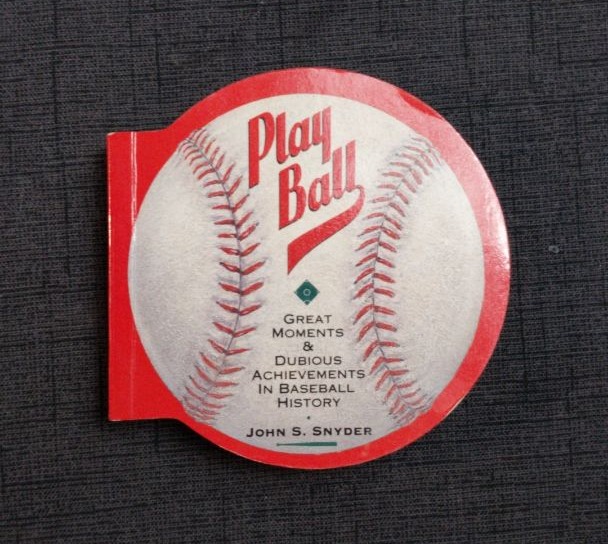 Play
Ball
GREAT
MOMENTS
&
DUBIOUS
ACHIEVEMENTS
IN BASEBALL
HISTORY
JOHN S. SNYDER